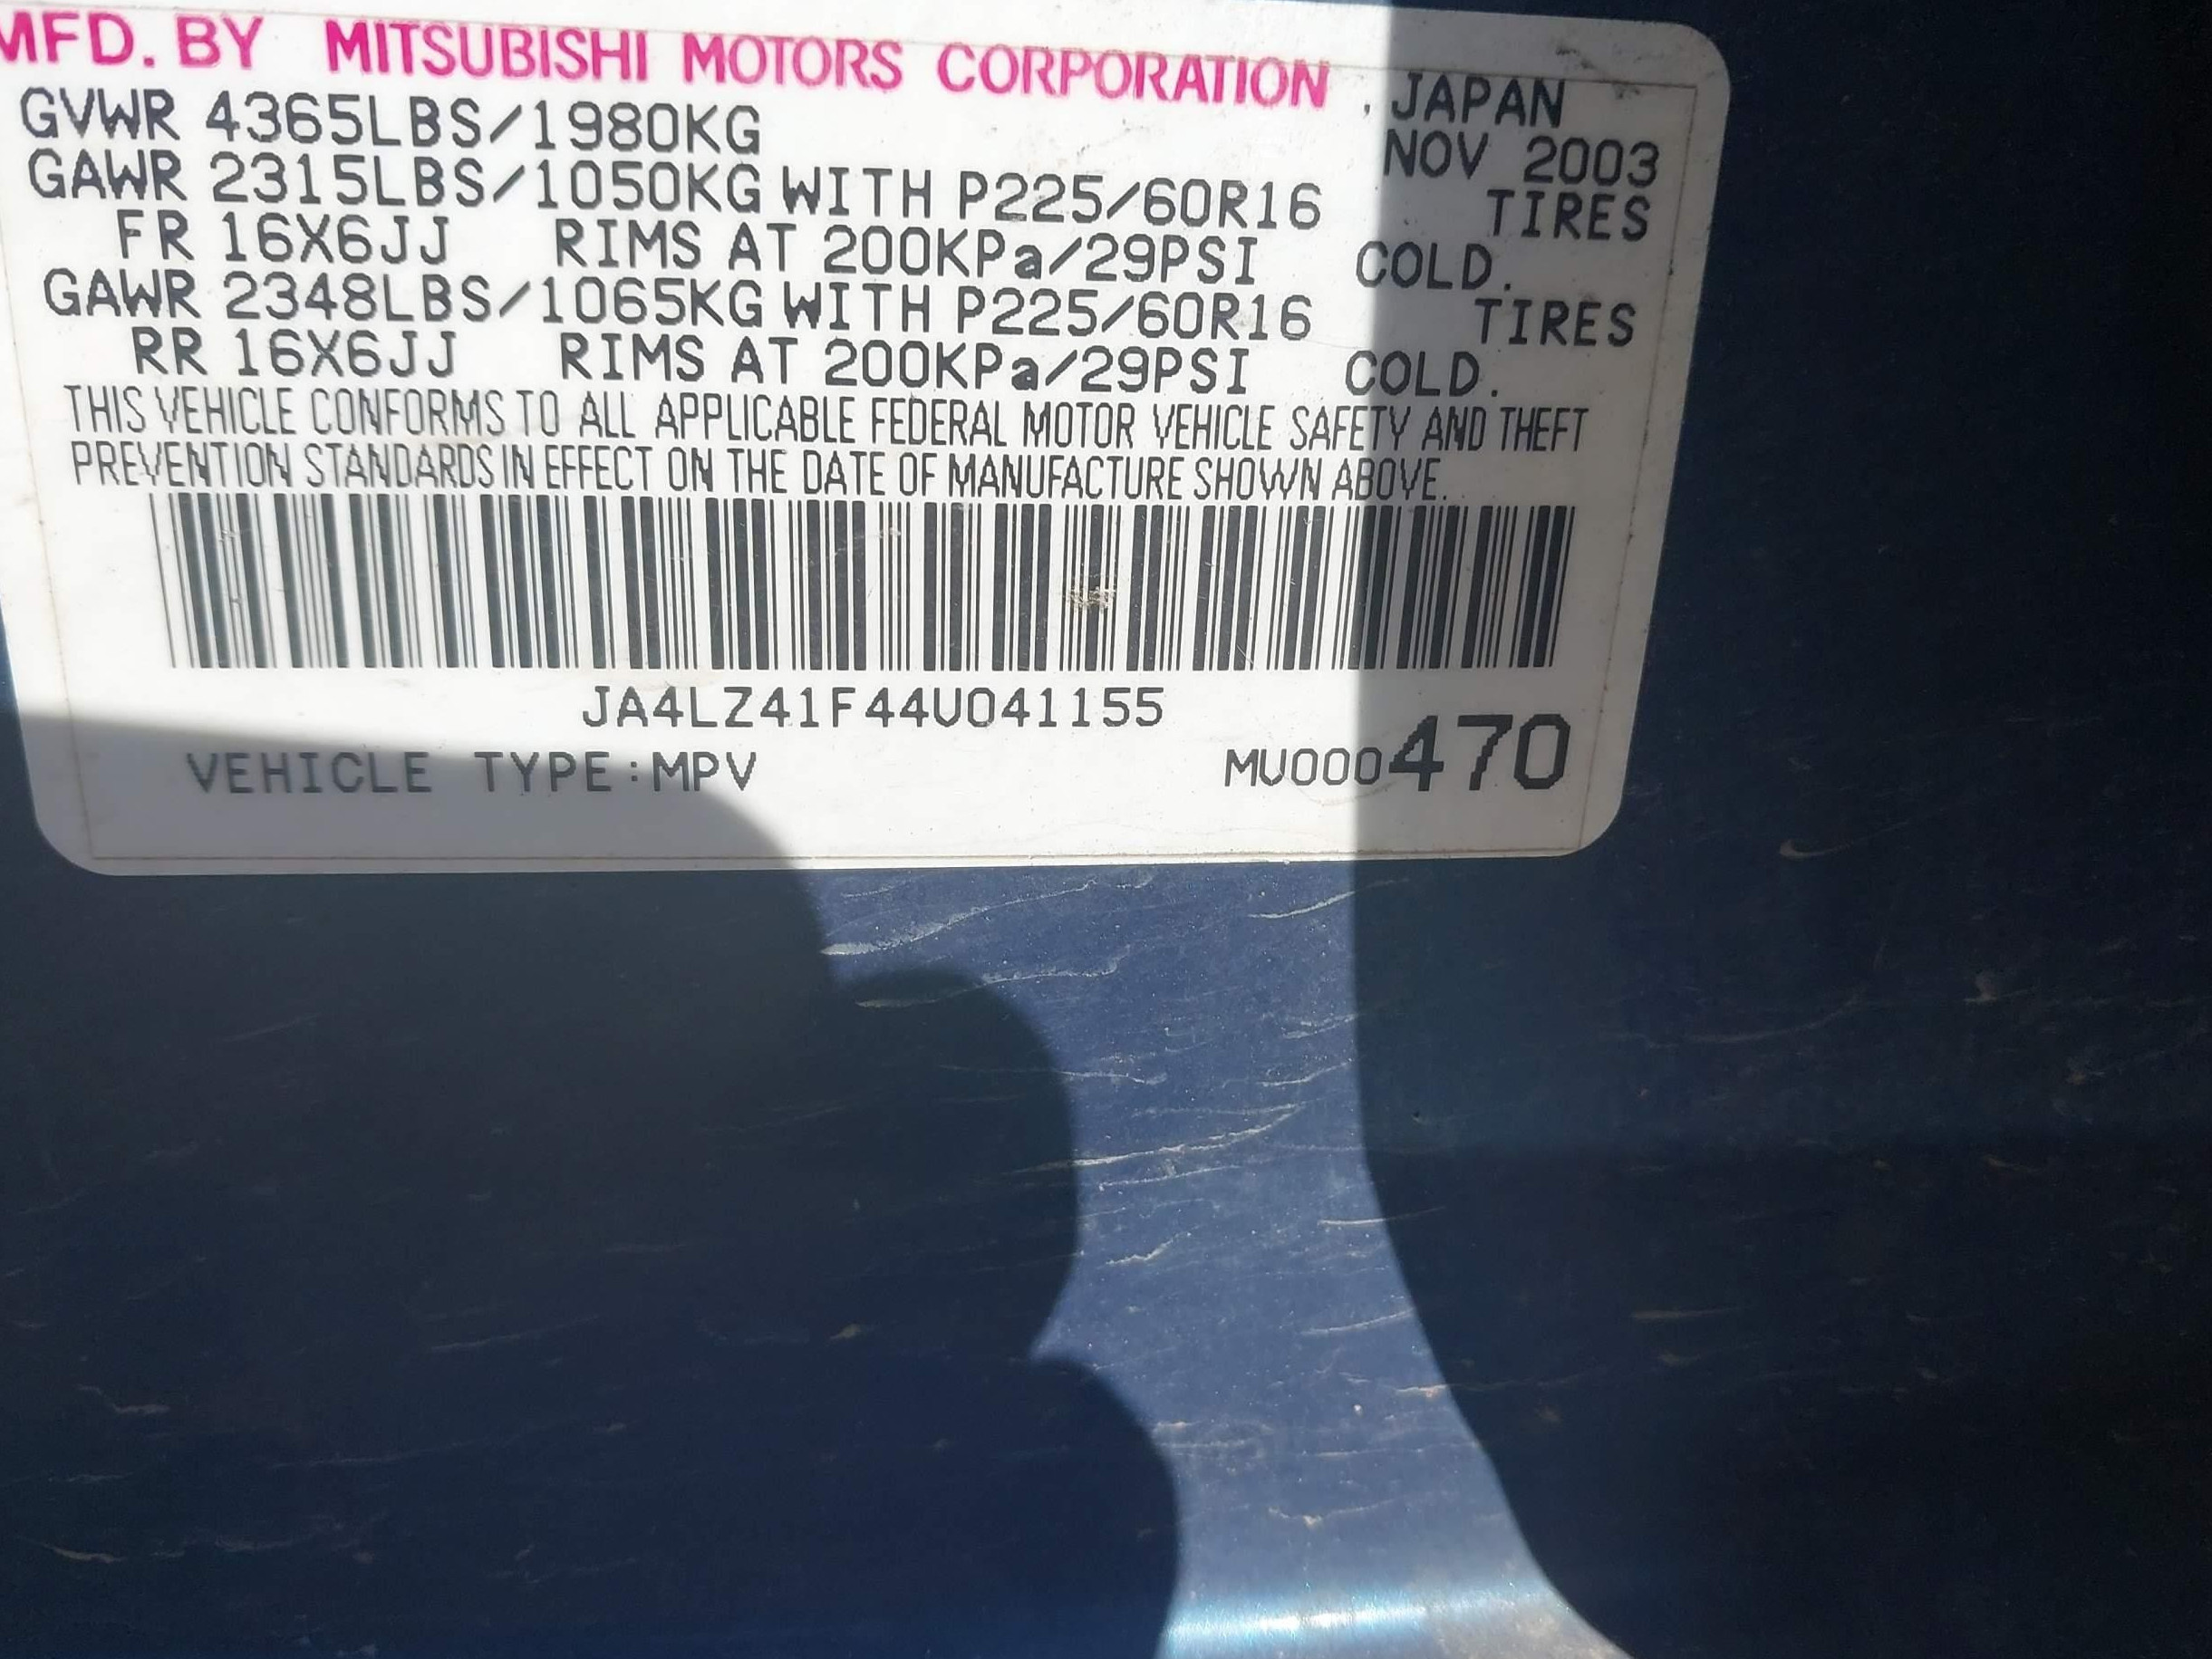 MFD. BY MITSUBISHI MOTORS CORPORATION , JAPAN
GVWR 4365LBS/1980KG NOV 2003
GAWR 2315LBS/1050KG WITH P225/60R16 TIRES
FR 16X6JJ RIMS AT 200KPa/29PSI COLD.
GAWR 2348LBS/1065KG WITH P225/60R16 TIRES
RR 16X6JJ RIMS AT 200KPa/29PSI COLD.
THIS VEHICLE CONFORMS TO ALL APPLICABLE FEDERAL MOTOR VEHICLE SAFETY AND THEFT
PREVENTION STANDARDS IN EFFECT ON THE DATE OF MANUFACTURE SHOWN ABOVE.
JA4LZ41F44U041155
VEHICLE TYPE:MPV MU000470